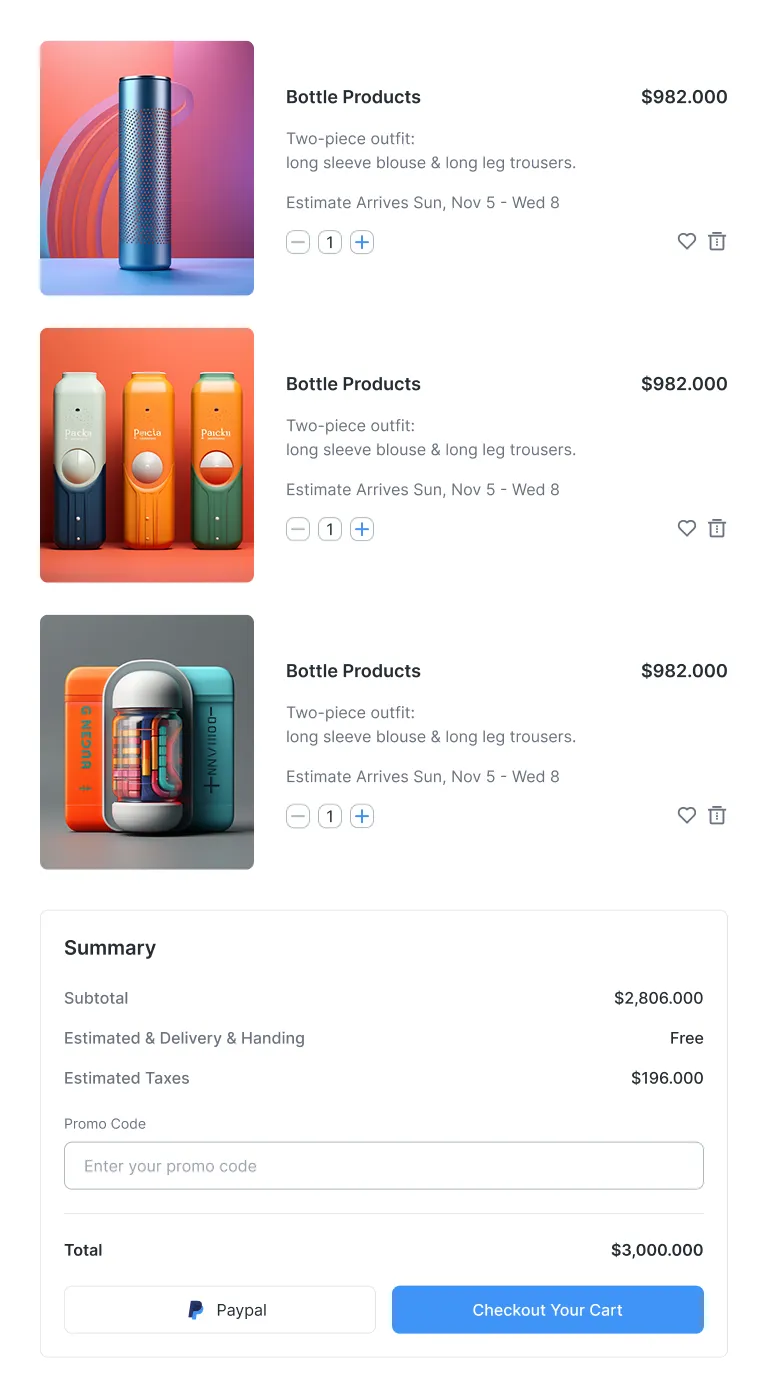 Bottle Products
$982.000
Two-piece outfit:
long sleeve blouse & long leg trousers.
Estimate Arrives Sun, Nov 5 - Wed 8
1
Bottle Products
$982.000
Two-piece outfit:
long sleeve blouse & long leg trousers.
Estimate Arrives Sun, Nov 5 - Wed 8
1
Bottle Products
$982.000
Two-piece outfit:
long sleeve blouse & long leg trousers.
Estimate Arrives Sun, Nov 5 - Wed 8
1
Summary
Subtotal
$2,806.000
Estimated & Delivery & Handing
Free
Estimated Taxes
$196.000
Promo Code
Enter your promo code
Total
$3,000.000
Paypal
Checkout Your Cart